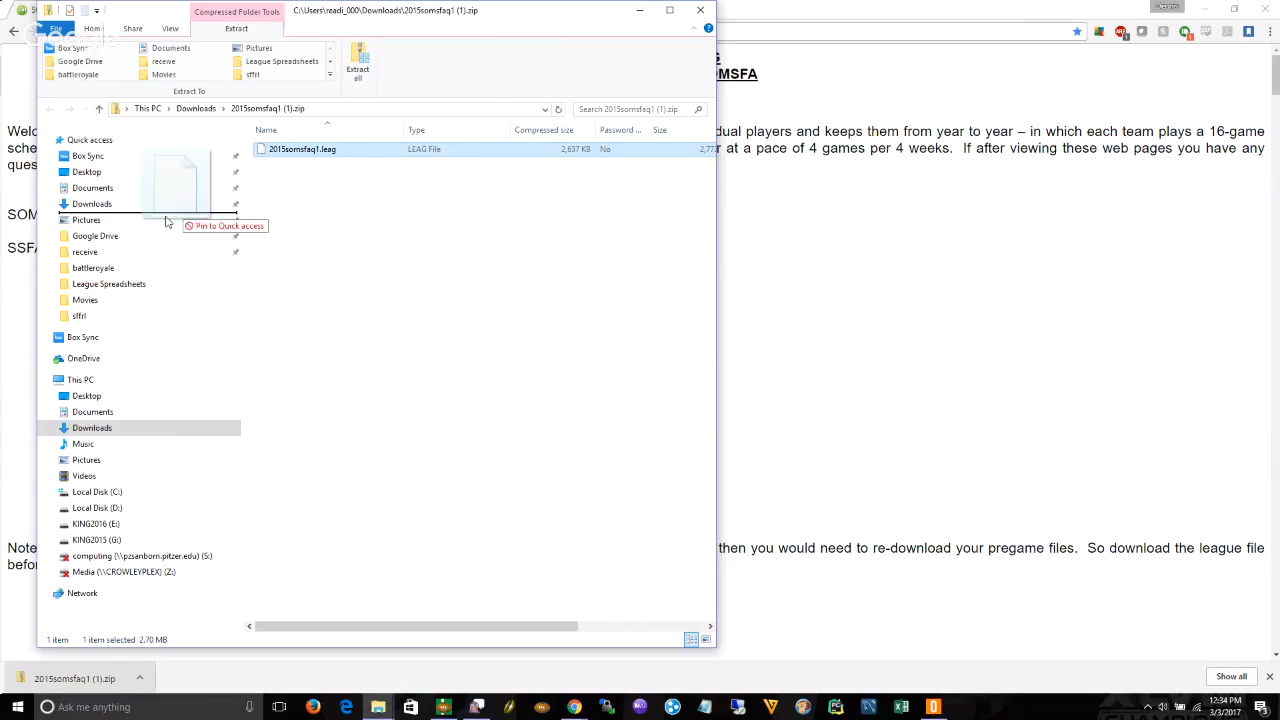 Compressed Folder Tools
C:\Users\readi_000\Downloads\2015somsfaq1 (1).zip
Demo
File
Home
Share
View
Extract
Google
Box Sync
Documents
Pictures
Google Drive
receive
League Spreadsheets
battleroyale
Movies
sffrl
Extract all
Extract To
This PC > Downloads > 2015somsfaq1 (1).zip
Search 2015somsfaq1 (1).zip
Name
Type
Compressed size
Password ...
Size
2015somsfaq1.leag
LEAG File
2,637 KB
No
2,77
Quick access
Box Sync
Desktop
Documents
Downloads
Pictures
Pin to Quick access
Google Drive
receive
battleroyale
League Spreadsheets
Movies
sffrl
Box Sync
OneDrive
This PC
Desktop
Documents
Downloads
Music
Pictures
Videos
Local Disk (C:)
Local Disk (D:)
KING2016 (E:)
KING2015 (G:)
computing (\\pzsanborn.pitzer.edu) (S:)
Media (\\CROWLEYPLEX) (Z:)
Network
1 item
1 item selected 2.70 MB
G
OMSFA
Welc
dual players and keeps them from year to year – in which each team plays a 16-game
sche
r at a pace of 4 games per 4 weeks. If after viewing these web pages you have any
ques
SOM
SSFA
Note
then you would need to re-download your pregame files. So download the league file
befor
2015somsfaq1 (1).zip
Show all
Ask me anything
12:34 PM
3/3/2017